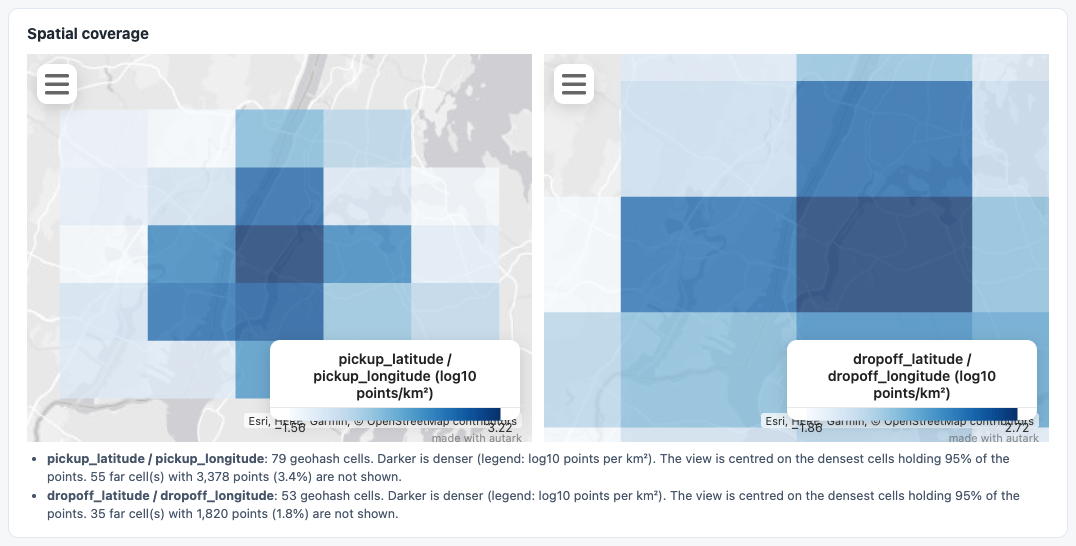 Spatial coverage
pickup_latitude /
pickup_longitude (log10
points/km²)
Esri, HERE, Garmin, © OpenStreetMap contributors
−1.56 3.22
made with autark
dropoff_latitude /
dropoff_longitude (log10
points/km²)
Esri, HERE, Garmin, © OpenStreetMap contributors
−1.86 2.72
made with autark
• pickup_latitude / pickup_longitude: 79 geohash cells. Darker is denser (legend: log10 points per km²). The view is centred on the densest cells holding 95% of the
points. 55 far cell(s) with 3,378 points (3.4%) are not shown.
• dropoff_latitude / dropoff_longitude: 53 geohash cells. Darker is denser (legend: log10 points per km²). The view is centred on the densest cells holding 95% of the
points. 35 far cell(s) with 1,820 points (1.8%) are not shown.